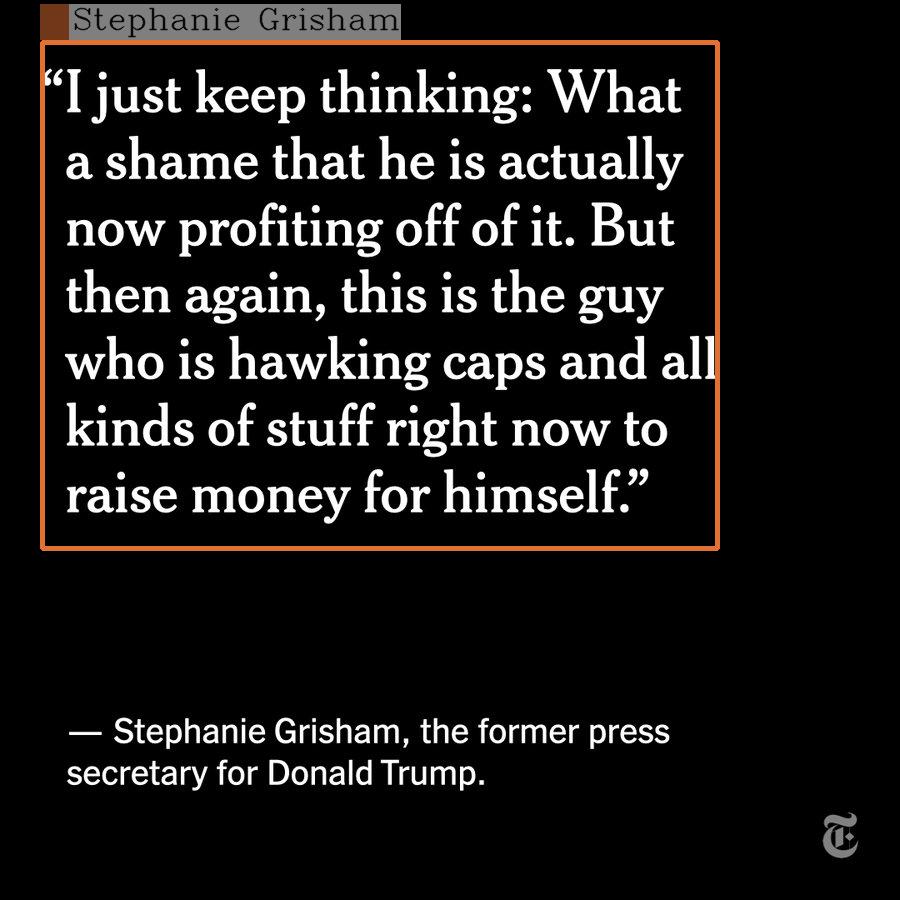 Stephanie Grisham
“I just keep thinking: What
a shame that he is actually
now profiting off of it. But
then again, this is the guy
who is hawking caps and all
kinds of stuff right now to
raise money for himself.”
— Stephanie Grisham, the former press
secretary for Donald Trump.
T